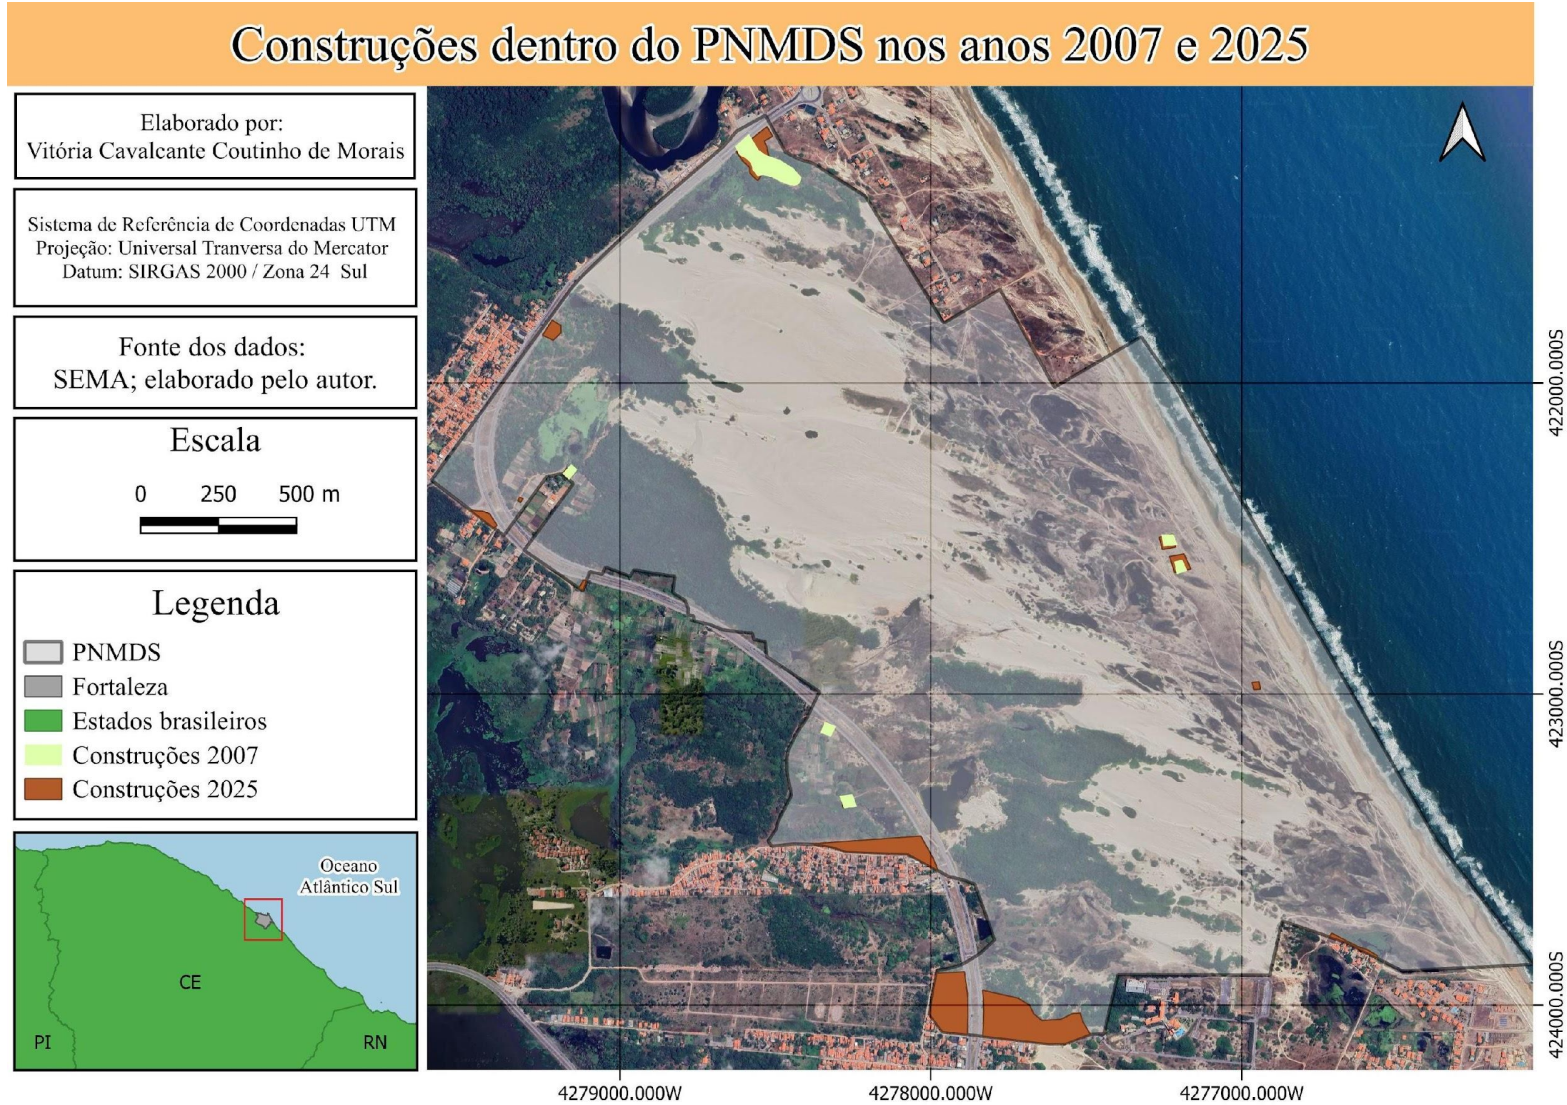 Construções dentro do PNMDS nos anos 2007 e 2025
Elaborado por:
Vitória Cavalcante Coutinho de Morais
Sistema de Referência de Coordenadas UTM
Projeção: Universal Tranversa do Mercator
Datum: SIRGAS 2000 / Zona 24 Sul
Fonte dos dados:
SEMA; elaborado pelo autor.
Escala
0 250 500 m
Legenda
PNMDS
Fortaleza
Estados brasileiros
Construções 2007
Construções 2025
Oceano
Atlântico Sul
CE
PI
RN
422000.000S
423000.000S
424000.000S
4279000.000W
4278000.000W
4277000.000W